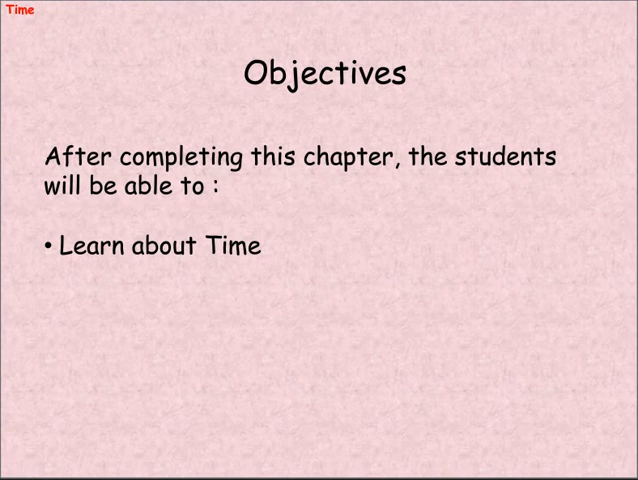 Time
Objectives
After completing this chapter, the students
will be able to :
• Learn about Time